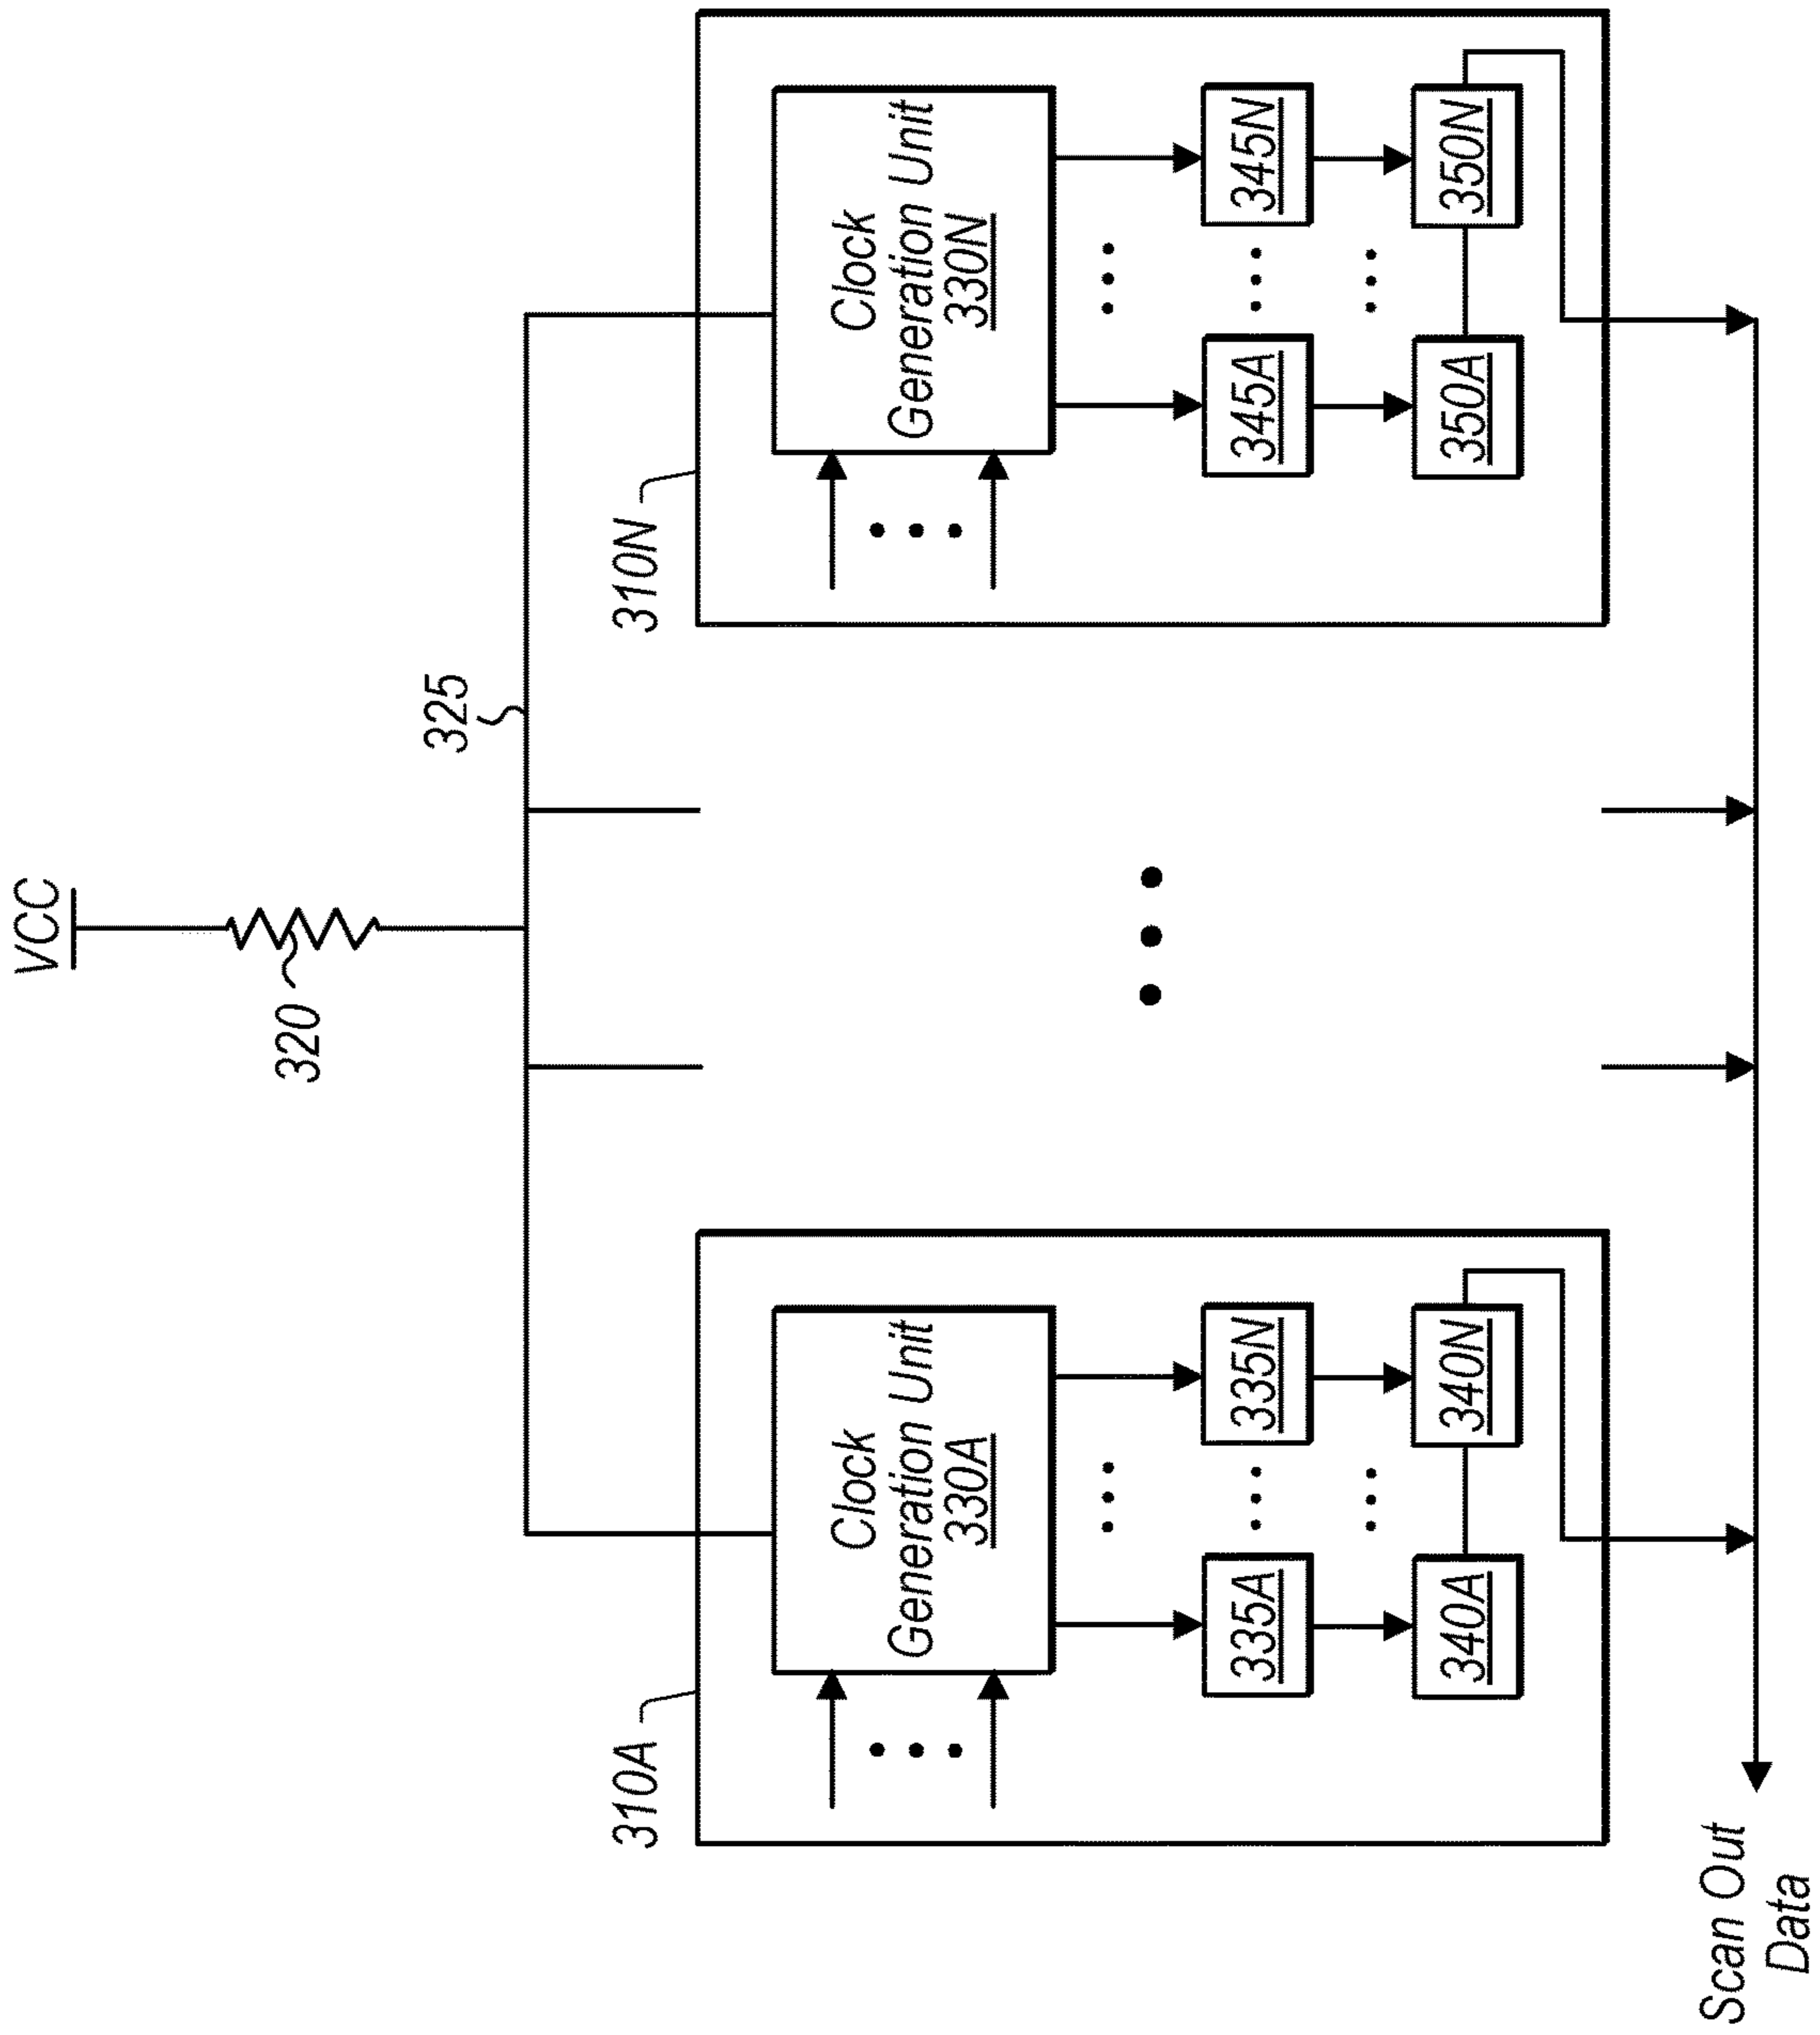 VCC
320
325
310A
Clock
Generation Unit
330A
335A
335N
340A
340N
310N
Clock
Generation Unit
330N
345A
345N
350A
350N
Scan Out
Data